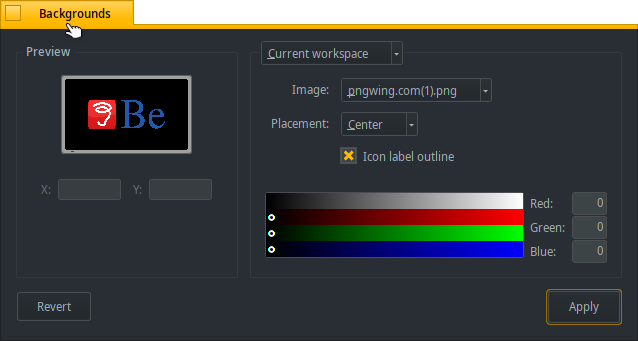 Backgrounds
Preview
Be
X:
Y:
Current workspace
Image: pngwing.com(1).png
Placement: Center
Icon label outline
Red: 0
Green: 0
Blue: 0
Revert
Apply